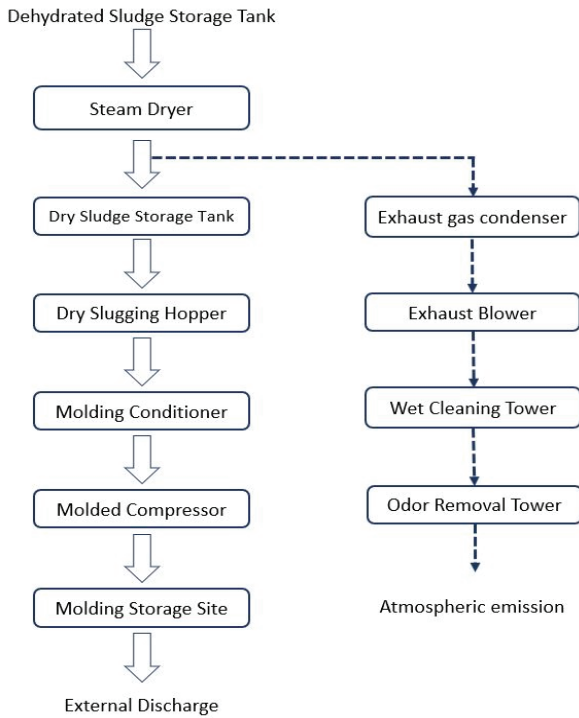 Dehydrated Sludge Storage Tank
Steam Dryer
Dry Sludge Storage Tank
Dry Slugging Hopper
Molding Conditioner
Molded Compressor
Molding Storage Site
External Discharge
Exhaust gas condenser
Exhaust Blower
Wet Cleaning Tower
Odor Removal Tower
Atmospheric emission